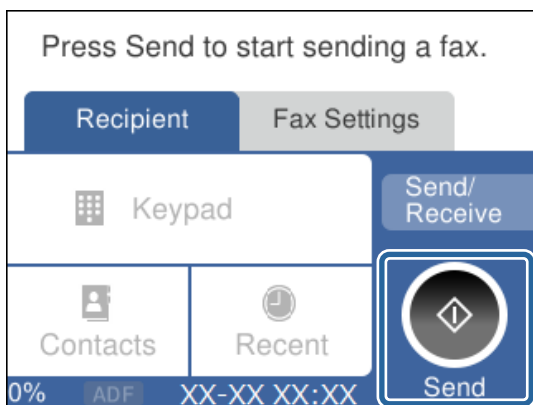 Press Send to start sending a fax.
Recipient
Fax Settings
Keypad
Send/
Receive
Contacts
Recent
Send
0%
ADF
XX-XX XX:XX